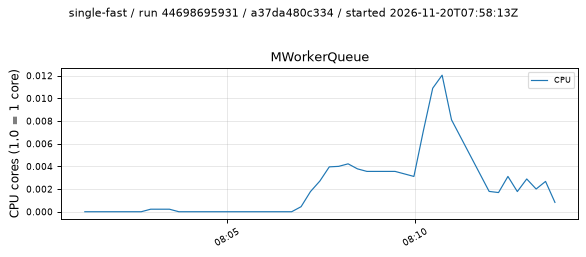 single-fast / run 44698695931 / a37da480c334 / started 2026-11-20T07:58:13Z
MWorkerQueue
CPU cores (1.0 = 1 core)
0.012
0.010
0.008
0.006
0.004
0.002
0.000
CPU
08:05
08:10